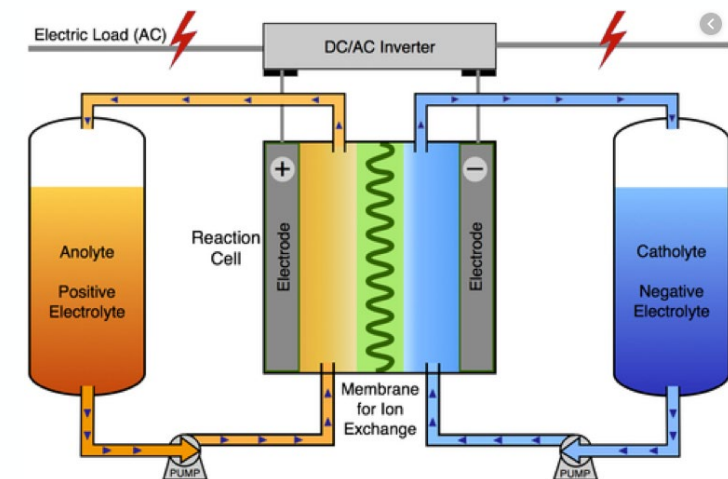 Electric Load (AC)
DC/AC Inverter
+
−
Anolyte
Positive
Electrolyte
Reaction
Cell
Electrode
Electrode
Catholyte
Negative
Electrolyte
Membrane
for Ion
Exchange
PUMP
PUMP